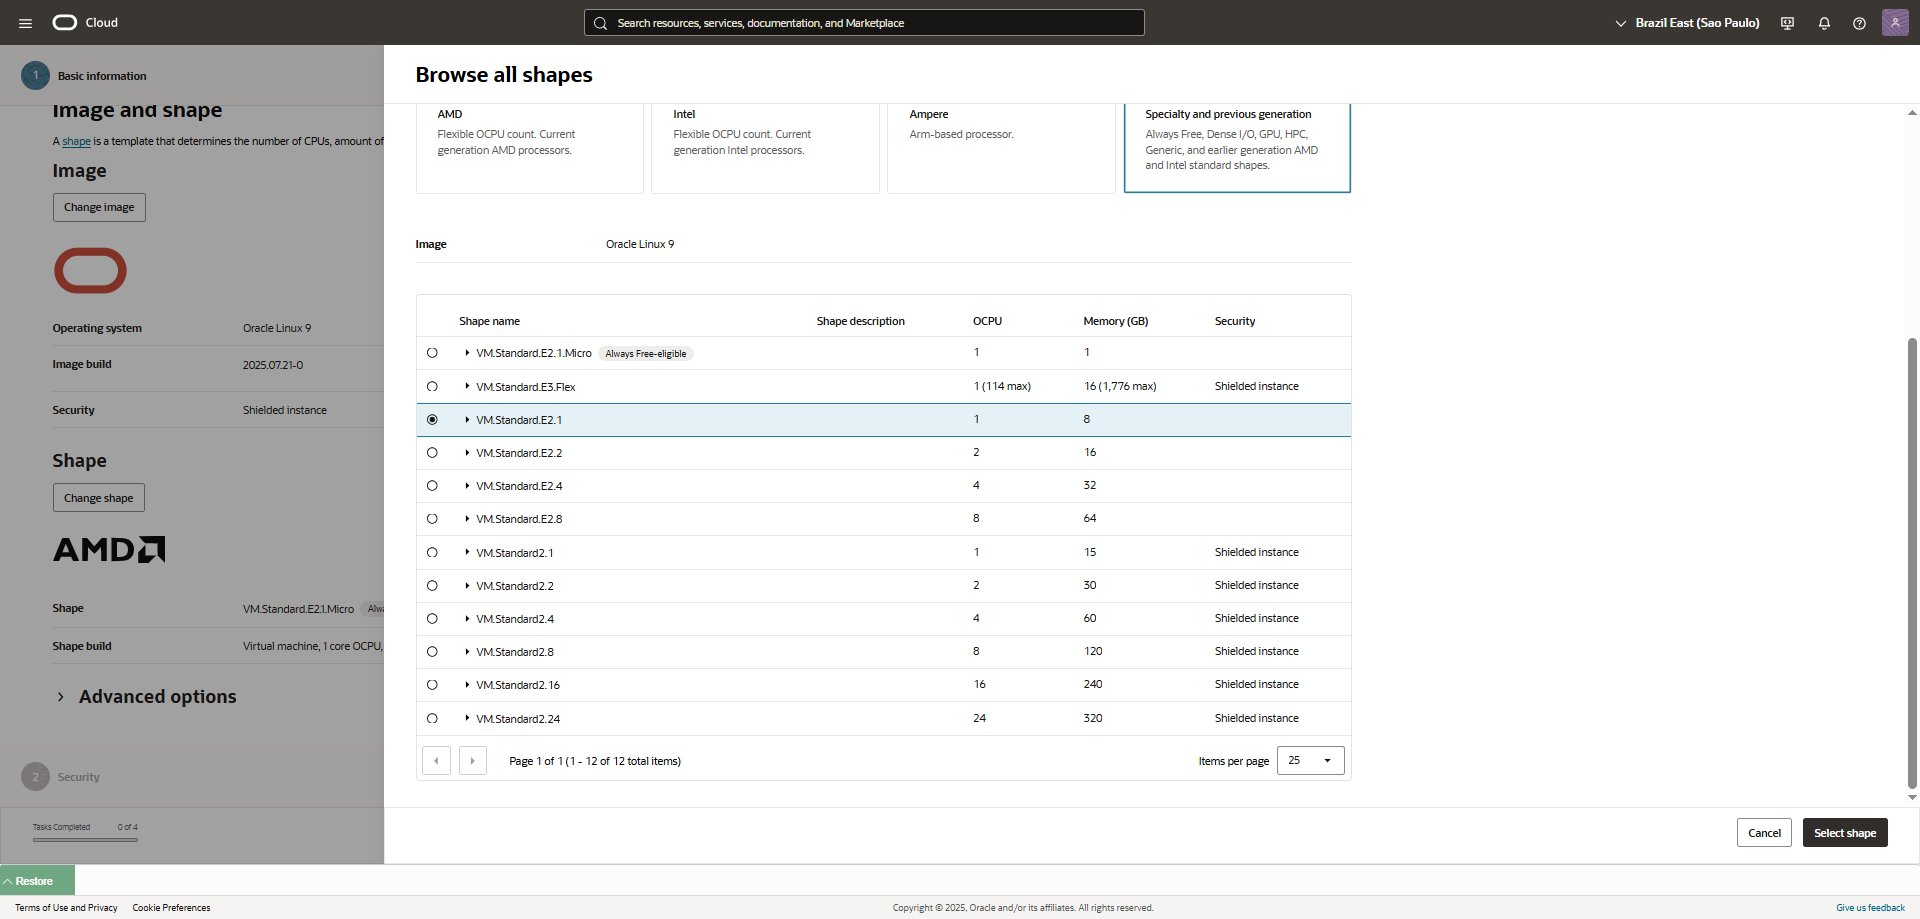 Cloud
Search resources, services, documentation, and Marketplace
Brazil East (Sao Paulo)
1 Basic information
Image and shape
A shape is a template that determines the number of CPUs, amount of
Image
Change image
Operating system Oracle Linux 9
Image build 2025.07.21-0
Security Shielded instance
Shape
Change shape
AMD
Shape VM.Standard.E2.1.Micro
Shape build Virtual machine, 1 core OCPU,
Advanced options
2 Security
Tasks Completed 0 of 4
Browse all shapes
AMD
Flexible OCPU count. Current
generation AMD processors.
Intel
Flexible OCPU count. Current
generation Intel processors.
Ampere
Arm-based processor.
Specialty and previous generation
Always Free, Dense I/O, GPU, HPC,
Generic, and earlier generation AMD
and Intel standard shapes.
Image Oracle Linux 9
Shape name Shape description OCPU Memory (GB) Security
VM.Standard.E2.1.Micro Always Free-eligible 1 1
VM.Standard.E3.Flex 1 (114 max) 16 (1,776 max) Shielded instance
VM.Standard.E2.1 1 8
VM.Standard.E2.2 2 16
VM.Standard.E2.4 4 32
VM.Standard.E2.8 8 64
VM.Standard2.1 1 15 Shielded instance
VM.Standard2.2 2 30 Shielded instance
VM.Standard2.4 4 60 Shielded instance
VM.Standard2.8 8 120 Shielded instance
VM.Standard2.16 16 240 Shielded instance
VM.Standard2.24 24 320 Shielded instance
Page 1 of 1 (1 - 12 of 12 total items)
Items per page 25
Cancel
Select shape
Restore
Terms of Use and Privacy
Cookie Preferences
Copyright © 2025, Oracle and/or its affiliates. All rights reserved.
Give us feedback